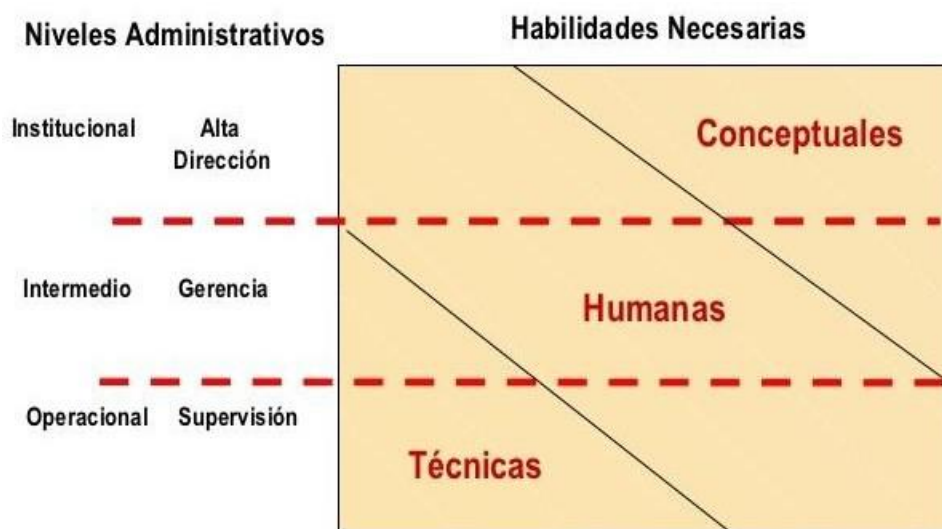 Niveles Administrativos
Habilidades Necesarias
Institucional
Alta
Dirección
Conceptuales
Intermedio
Gerencia
Humanas
Operacional
Supervisión
Técnicas